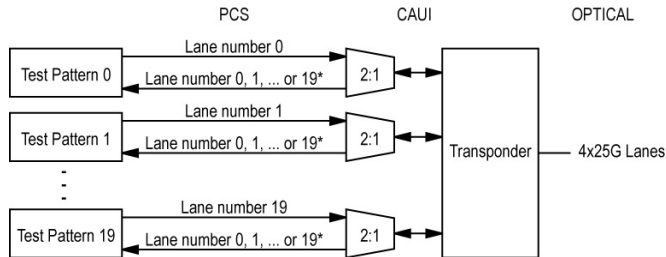 PCS CAUI OPTICAL
Lane number 0
Test Pattern 0 2:1
Lane number 0, 1, ... or 19*
Lane number 1
Test Pattern 1 2:1 Transponder 4x25G Lanes
Lane number 0, 1, ... or 19*
Lane number 19
Test Pattern 19 2:1
Lane number 0, 1, ... or 19*